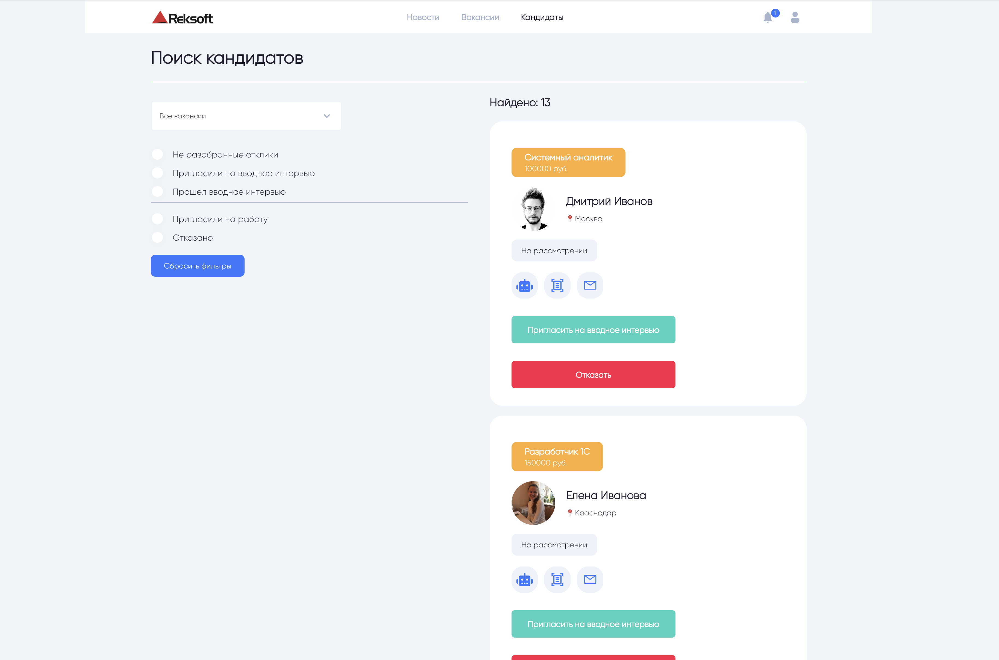 Reksoft
Новости
Вакансии
Кандидаты
1
Поиск кандидатов
Все вакансии
Не разобранные отклики
Пригласили на вводное интервью
Прошел вводное интервью
Пригласили на работу
Отказано
Сбросить фильтры
Найдено: 13
Системный аналитик
100000 руб.
Дмитрий Иванов
Москва
На рассмотрении
Пригласить на вводное интервью
Отказать
Разработчик 1С
150000 руб.
Елена Иванова
Краснодар
На рассмотрении
Пригласить на вводное интервью